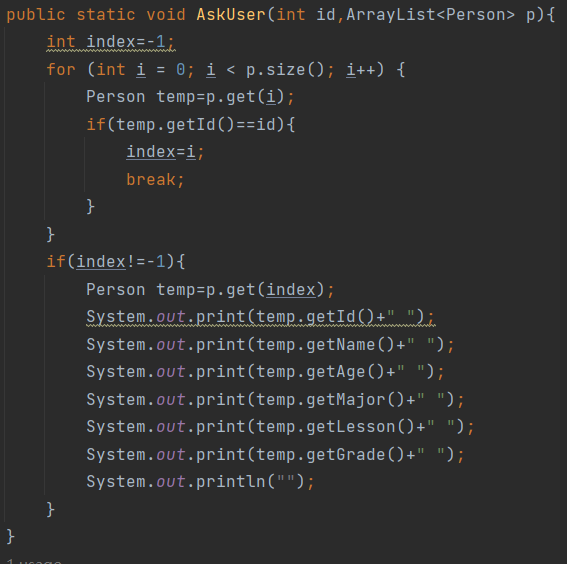 public static void AskUser(int id,ArrayList<Person> p){
    int index=-1;
    for (int i = 0; i < p.size(); i++) {
        Person temp=p.get(i);
        if(temp.getId()==id){
            index=i;
            break;
        }
    }
    if(index!=-1){
        Person temp=p.get(index);
        System.out.print(temp.getId()+" ");
        System.out.print(temp.getName()+" ");
        System.out.print(temp.getAge()+" ");
        System.out.print(temp.getMajor()+" ");
        System.out.print(temp.getLesson()+" ");
        System.out.print(temp.getGrade()+" ");
        System.out.println("");
    }
}
1 usage